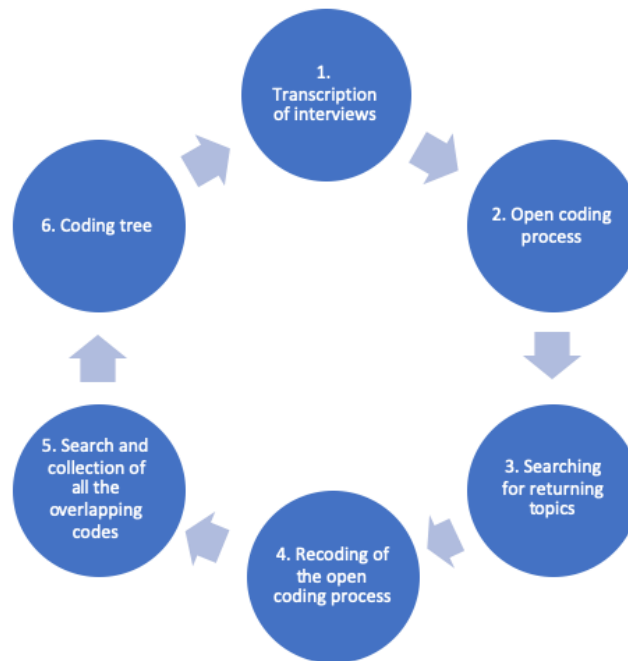 1.
Transcription
of interviews
2. Open coding
process
3. Searching
for returning
topics
4. Recoding of
the open
coding process
5. Search and
collection of
all the
overlapping
codes
6. Coding tree